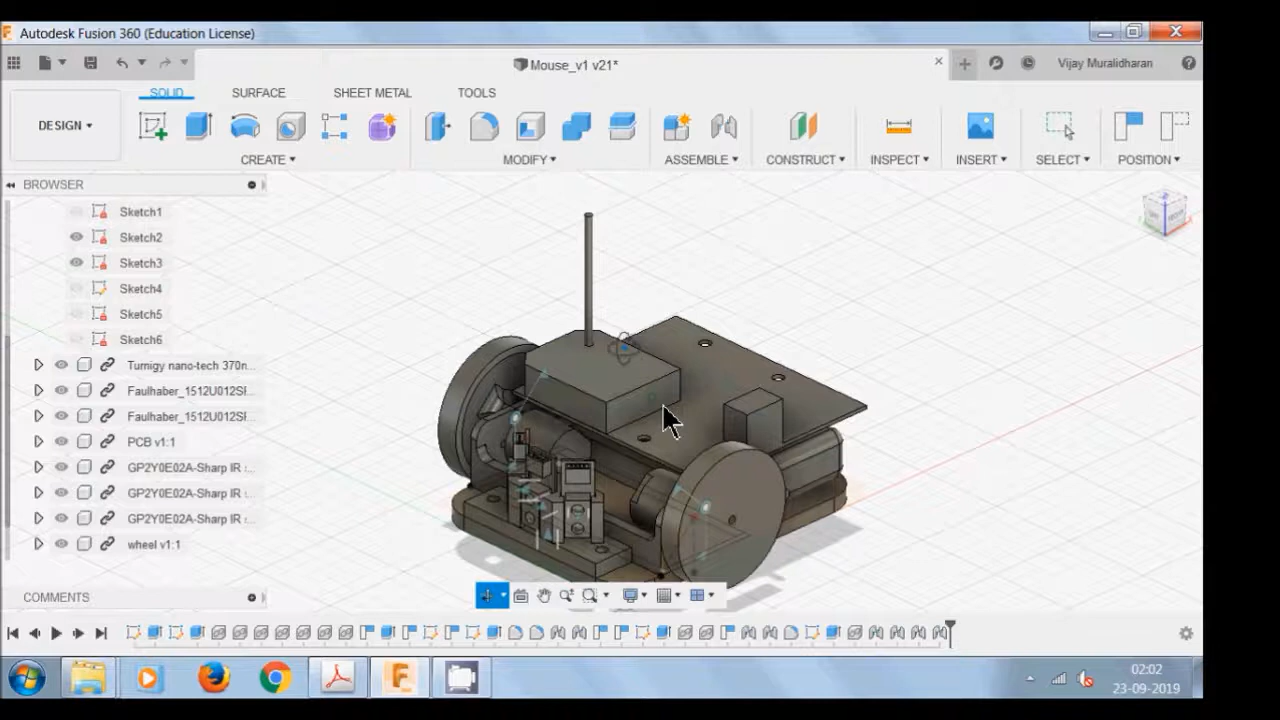 Autodesk Fusion 360 (Education License)
Mouse_v1 v21*
Vijay Muralidharan
SOLID SURFACE SHEET METAL TOOLS
DESIGN
CREATE MODIFY ASSEMBLE CONSTRUCT INSPECT INSERT SELECT POSITION
BROWSER
Sketch1
Sketch2
Sketch3
Sketch4
Sketch5
Sketch6
Turnigy nano-tech 370n...
Faulhaber_1512U012SI...
Faulhaber_1512U012SI...
PCB v1:1
GP2Y0E02A-Sharp IR s...
GP2Y0E02A-Sharp IR s...
GP2Y0E02A-Sharp IR s...
wheel v1:1
COMMENTS
02:02
23-09-2019